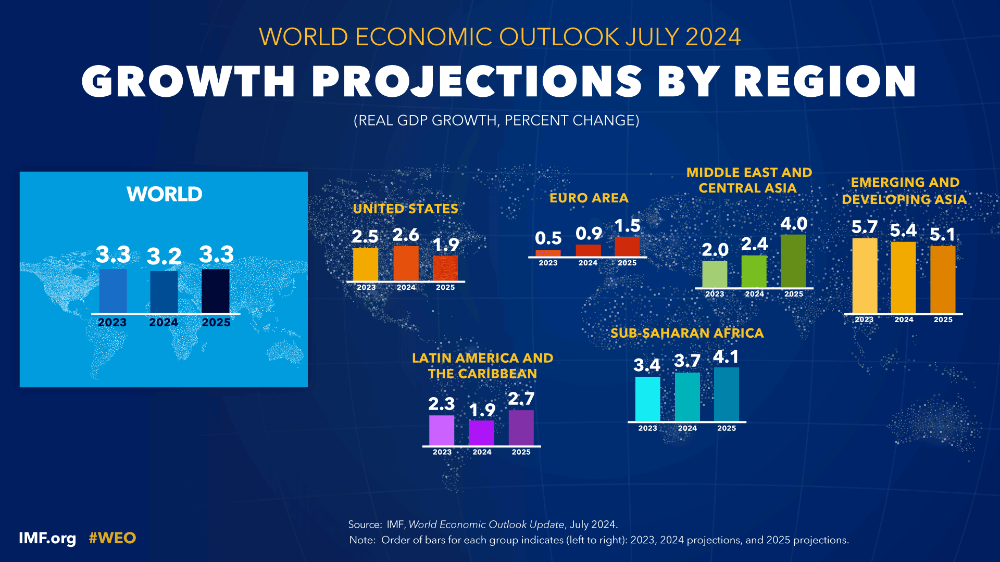 WORLD ECONOMIC OUTLOOK JULY 2024
GROWTH PROJECTIONS BY REGION
(REAL GDP GROWTH, PERCENT CHANGE)
WORLD
3.3 3.2 3.3
2023 2024 2025
UNITED STATES
2.5 2.6 1.9
2023 2024 2025
EURO AREA
0.5 0.9 1.5
2023 2024 2025
MIDDLE EAST AND
CENTRAL ASIA
2.0 2.4 4.0
2023 2024 2025
EMERGING AND
DEVELOPING ASIA
5.7 5.4 5.1
2023 2024 2025
LATIN AMERICA AND
THE CARIBBEAN
2.3 1.9 2.7
2023 2024 2025
SUB-SAHARAN AFRICA
3.4 3.7 4.1
2023 2024 2025
Source: IMF, World Economic Outlook Update, July 2024.
Note: Order of bars for each group indicates (left to right): 2023, 2024 projections, and 2025 projections.
IMF.org #WEO